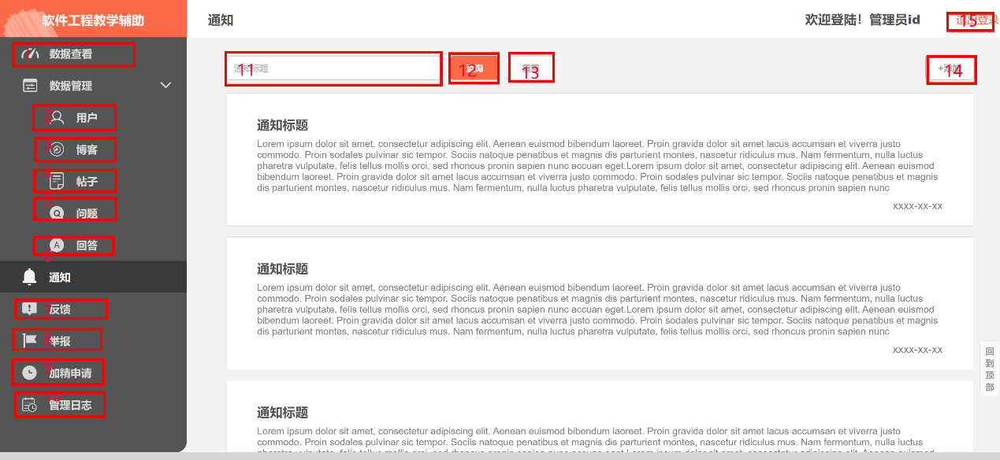 软件工程教学辅助
通知
欢迎登陆！管理员id
退出登录
15
1
数据查看
数据管理
2
用户
3
博客
4
帖子
5
问题
回答
6
通知
7
反馈
8
举报
9
加精申请
10
管理日志
11
通知标题
12
查询
13
14
+添加
通知标题
Lorem ipsum dolor sit amet, consectetur adipiscing elit. Aenean euismod bibendum laoreet. Proin gravida dolor sit amet lacus accumsan et viverra justo
commodo. Proin sodales pulvinar sic tempor. Sociis natoque penatibus et magnis dis parturient montes, nascetur ridiculus mus. Nam fermentum, nulla luctus
pharetra vulputate, felis tellus mollis orci, sed rhoncus pronin sapien nunc accuan eget.Lorem ipsum dolor sit amet, consectetur adipiscing elit. Aenean euismod
bibendum laoreet. Proin gravida dolor sit amet lacus accumsan et viverra justo commodo. Proin sodales pulvinar sic tempor. Sociis natoque penatibus et magnis
dis parturient montes, nascetur ridiculus mus. Nam fermentum, nulla luctus pharetra vulputate, felis tellus mollis orci, sed rhoncus pronin sapien nunc
xxxx-xx-xx
通知标题
Lorem ipsum dolor sit amet, consectetur adipiscing elit. Aenean euismod bibendum laoreet. Proin gravida dolor sit amet lacus accumsan et viverra justo
commodo. Proin sodales pulvinar sic tempor. Sociis natoque penatibus et magnis dis parturient montes, nascetur ridiculus mus. Nam fermentum, nulla luctus
pharetra vulputate, felis tellus mollis orci, sed rhoncus pronin sapien nunc accuan eget.Lorem ipsum dolor sit amet, consectetur adipiscing elit. Aenean euismod
bibendum laoreet. Proin gravida dolor sit amet lacus accumsan et viverra justo commodo. Proin sodales pulvinar sic tempor. Sociis natoque penatibus et magnis
dis parturient montes, nascetur ridiculus mus. Nam fermentum, nulla luctus pharetra vulputate, felis tellus mollis orci, sed rhoncus pronin sapien nunc
xxxx-xx-xx
通知标题
Lorem ipsum dolor sit amet, consectetur adipiscing elit. Aenean euismod bibendum laoreet. Proin gravida dolor sit amet lacus accumsan et viverra justo
commodo. Proin sodales pulvinar sic tempor. Sociis natoque penatibus et magnis dis parturient montes, nascetur ridiculus mus. Nam fermentum, nulla luctus
回
到
顶
部